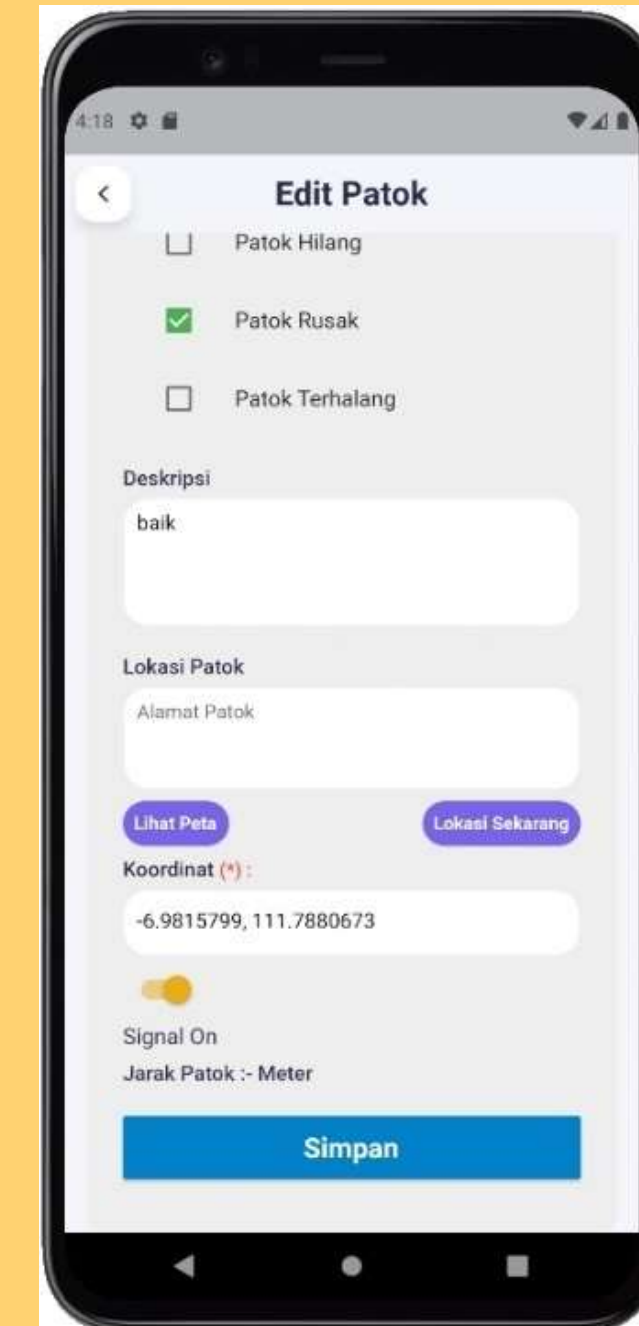 4:18
Edit Patok
Patok Hilang
Patok Rusak
Patok Terhalang
Deskripsi
baik
Lokasi Patok
Alamat Patok
Lihat Peta
Lokasi Sekarang
Koordinat (*) :
-6.9815799, 111.7880673
Signal On
Jarak Patok :- Meter
Simpan